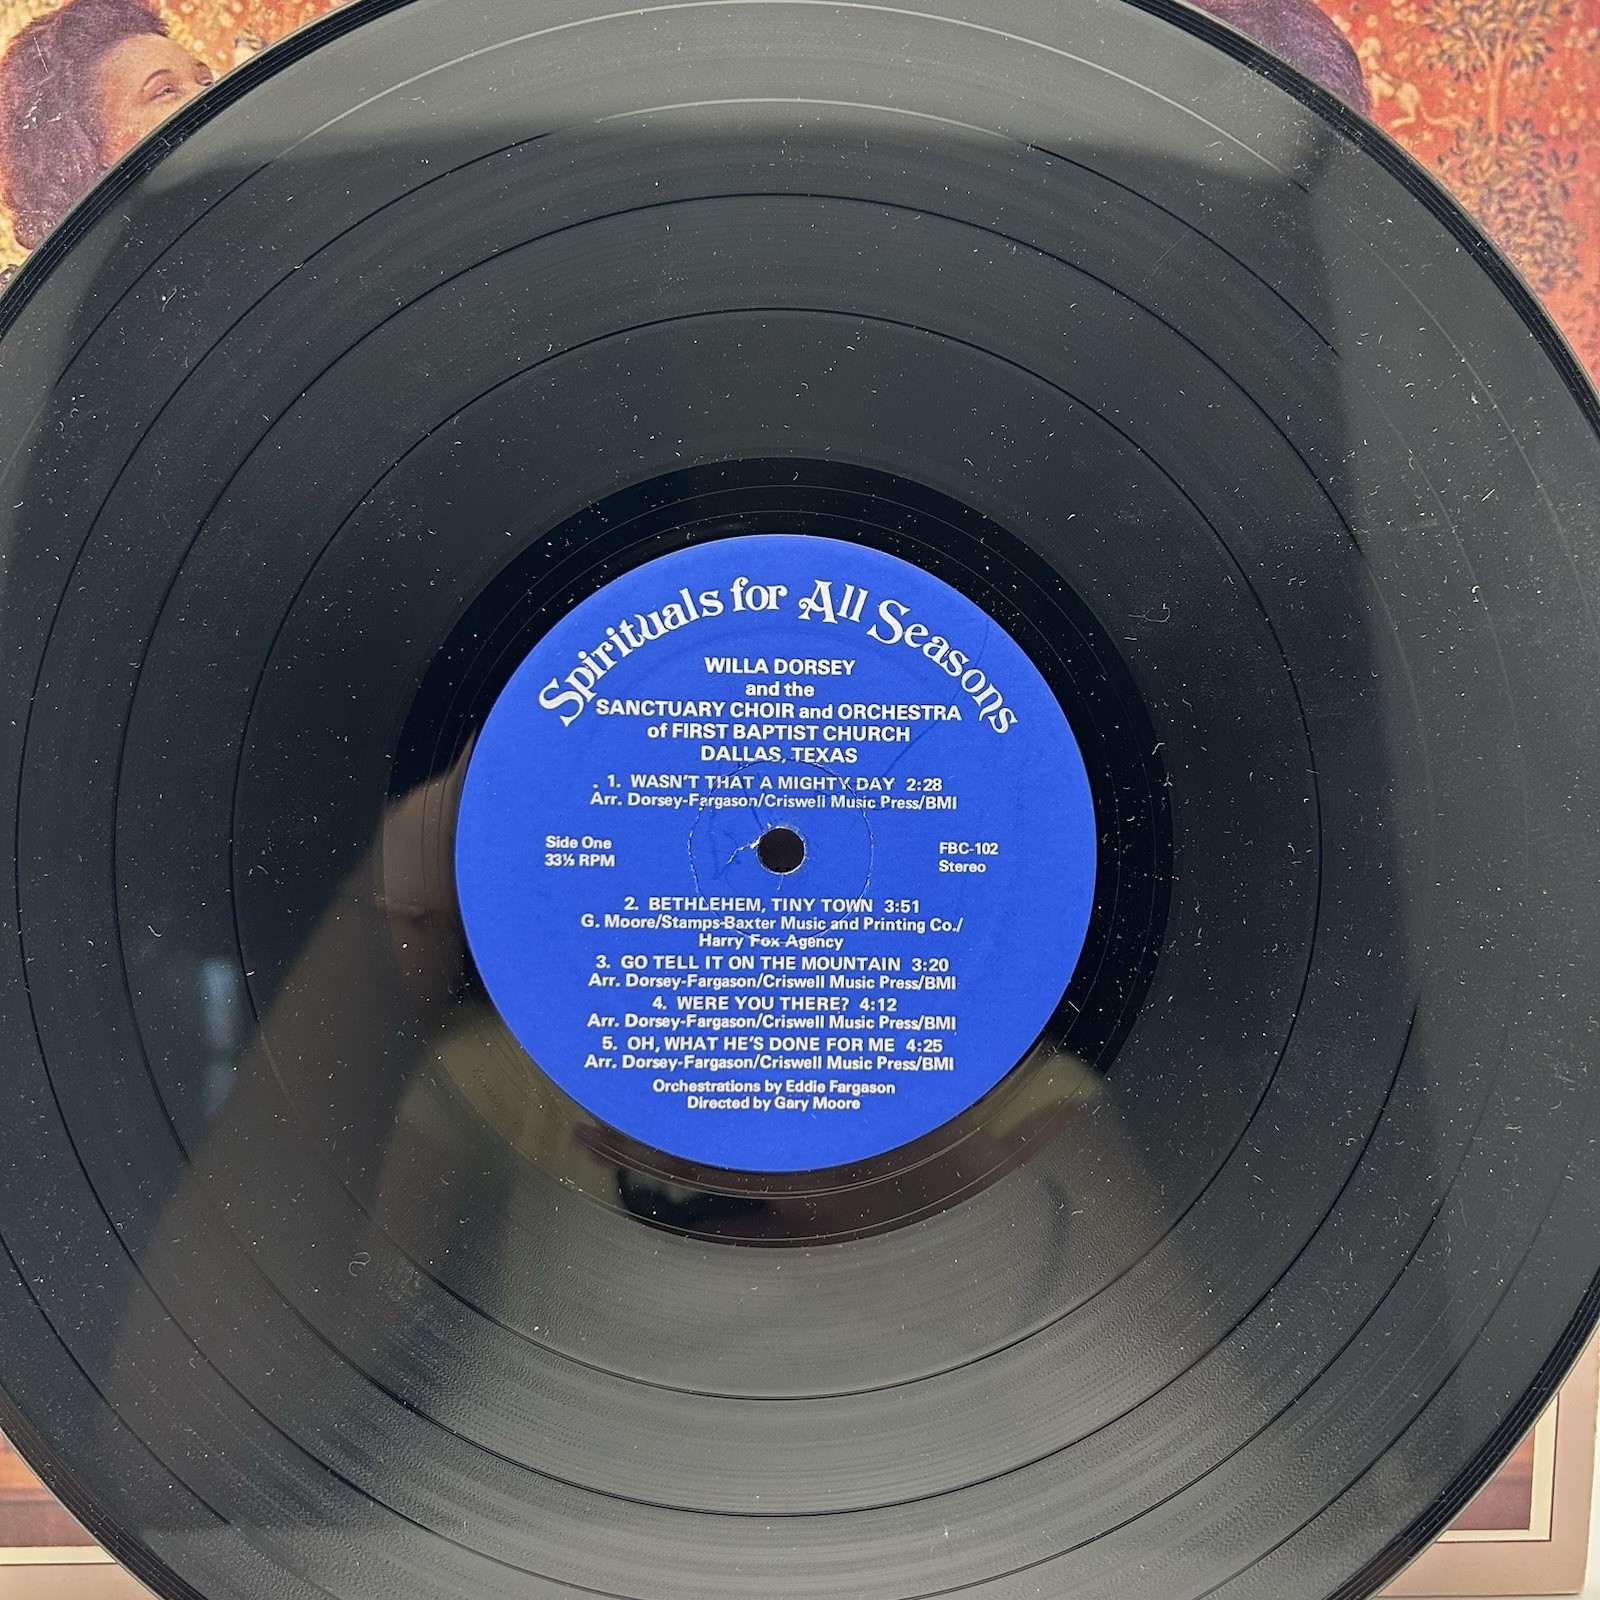 Spirituals for All Seasons
WILLA DORSEY
and the
SANCTUARY CHOIR and ORCHESTRA
of FIRST BAPTIST CHURCH
DALLAS, TEXAS
1. WASN'T THAT A MIGHTY DAY 2:28
Arr. Dorsey-Fargason/Criswell Music Press/BMI
Side One
33⅓ RPM
FBC-102
Stereo
2. BETHLEHEM, TINY TOWN 3:51
G. Moore/Stamps-Baxter Music and Printing Co./
Harry Fox Agency
3. GO TELL IT ON THE MOUNTAIN 3:20
Arr. Dorsey-Fargason/Criswell Music Press/BMI
4. WERE YOU THERE? 4:12
Arr. Dorsey-Fargason/Criswell Music Press/BMI
5. OH, WHAT HE'S DONE FOR ME 4:25
Arr. Dorsey-Fargason/Criswell Music Press/BMI
Orchestrations by Eddie Fargason
Directed by Gary Moore